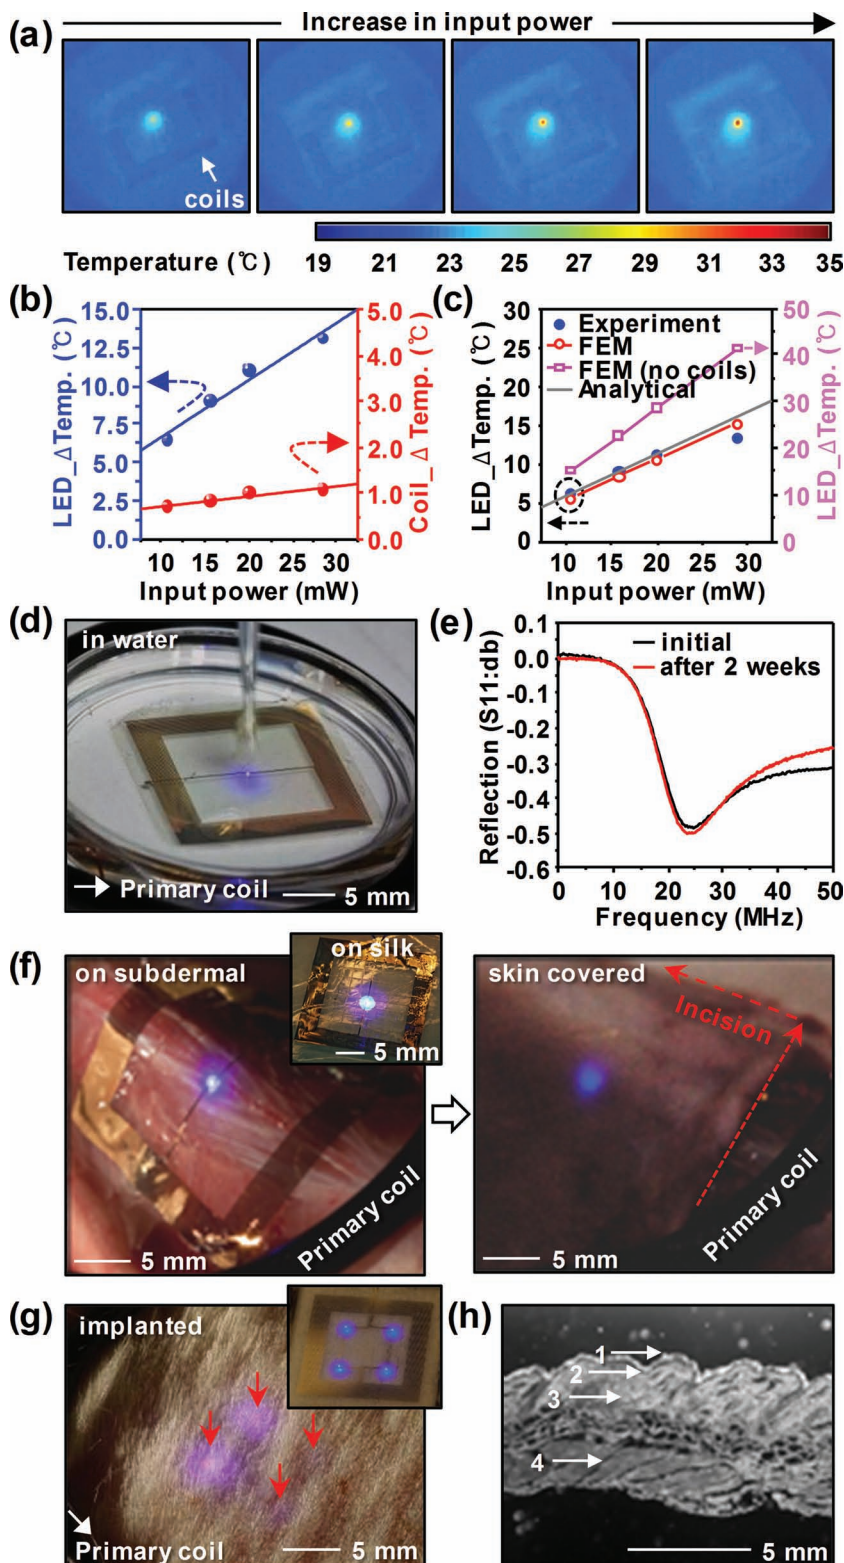 Increase in input power
(a)
coils
Temperature (℃)
19 21 23 25 27 29 31 33 35
(b)
LED_ΔTemp. (℃)
15.0
12.5
10.0
7.5
5.0
2.5
0.0
5.0
4.0
3.0
2.0
1.0
0.0
Coil_ΔTemp. (℃)
10 15 20 25 30
Input power (mW)
(c)
LED_ΔTemp. (℃)
30
25
20
15
10
5
0
Experiment
FEM
FEM (no coils)
Analytical
50
40
30
20
10
0
LED_ΔTemp. (℃)
10 15 20 25 30
Input power (mW)
(d)
in water
Primary coil
5 mm
(e)
Reflection (S11:db)
0.1
0.0
-0.1
-0.2
-0.3
-0.4
-0.5
-0.6
initial
after 2 weeks
0 10 20 30 40 50
Frequency (MHz)
(f)
on subdermal
on silk
5 mm
Primary coil
5 mm
skin covered
Incision
Primary coil
5 mm
(g)
implanted
Primary coil
5 mm
(h)
1
2
3
4
5 mm